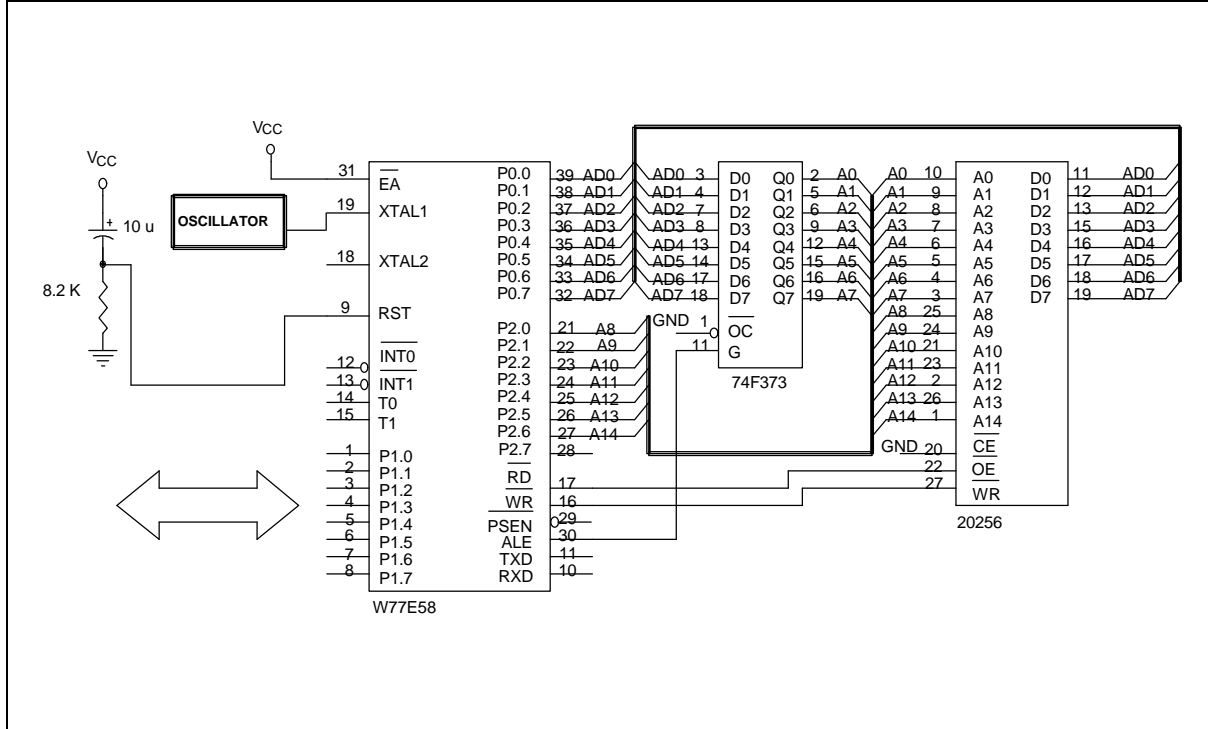 VCC
VCC
10 u
8.2 K
OSCILLATOR
31 EA
19 XTAL1
18 XTAL2
9 RST
12 INT0
13 INT1
14 T0
15 T1
1 P1.0
2 P1.1
3 P1.2
4 P1.3
5 P1.4
6 P1.5
7 P1.6
8 P1.7
P0.0 39 AD0
P0.1 38 AD1
P0.2 37 AD2
P0.3 36 AD3
P0.4 35 AD4
P0.5 34 AD5
P0.6 33 AD6
P0.7 32 AD7
P2.0 21 A8
P2.1 22 A9
P2.2 23 A10
P2.3 24 A11
P2.4 25 A12
P2.5 26 A13
P2.6 27 A14
P2.7 28
RD 17
WR 16
PSEN 29
ALE 30
TXD 11
RXD 10
W77E58
AD0 3 D0 Q0 2 A0
AD1 4 D1 Q1 5 A1
AD2 7 D2 Q2 6 A2
AD3 8 D3 Q3 9 A3
AD4 13 D4 Q4 12 A4
AD5 14 D5 Q5 15 A5
AD6 17 D6 Q6 16 A6
AD7 18 D7 Q7 19 A7
GND 1 OC
11 G
74F373
A0 10 A0 D0 11 AD0
A1 9 A1 D1 12 AD1
A2 8 A2 D2 13 AD2
A3 7 A3 D3 15 AD3
A4 6 A4 D4 16 AD4
A5 5 A5 D5 17 AD5
A6 4 A6 D6 18 AD6
A7 3 A7 D7 19 AD7
A8 25 A8
A9 24 A9
A10 21 A10
A11 23 A11
A12 2 A12
A13 26 A13
A14 1 A14
GND 20 CE
22 OE
27 WR
20256